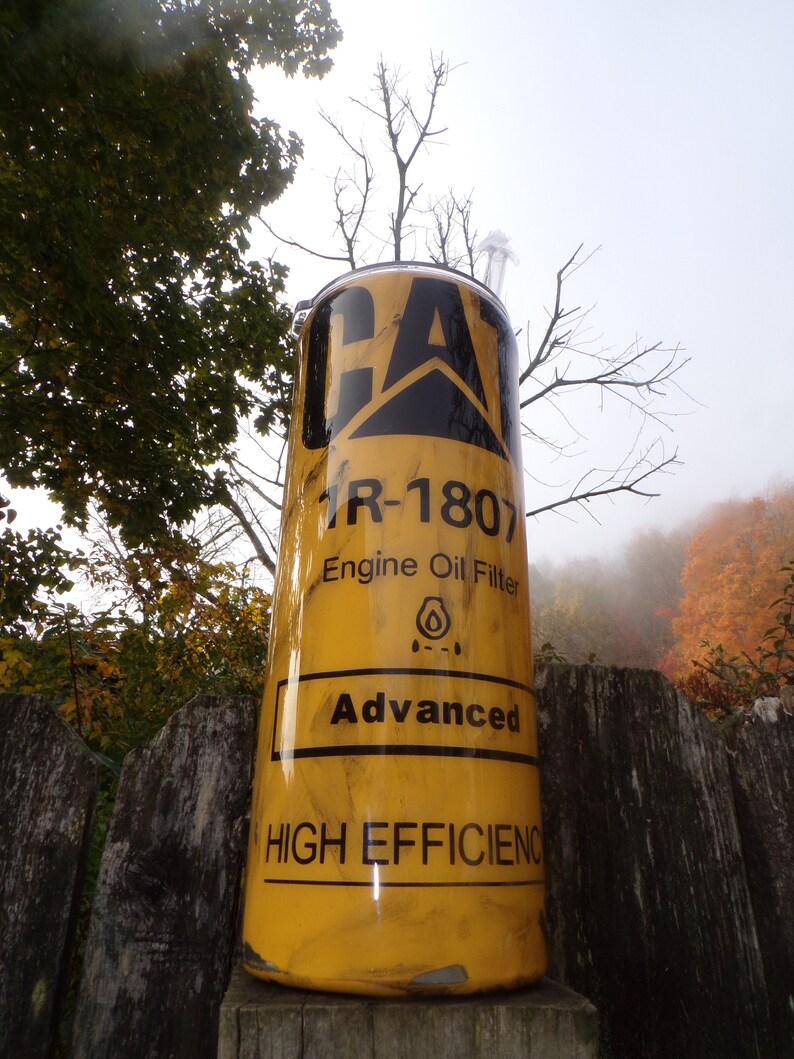 CAT
1R-1807
Engine Oil Filter
Advanced
HIGH EFFICIENC